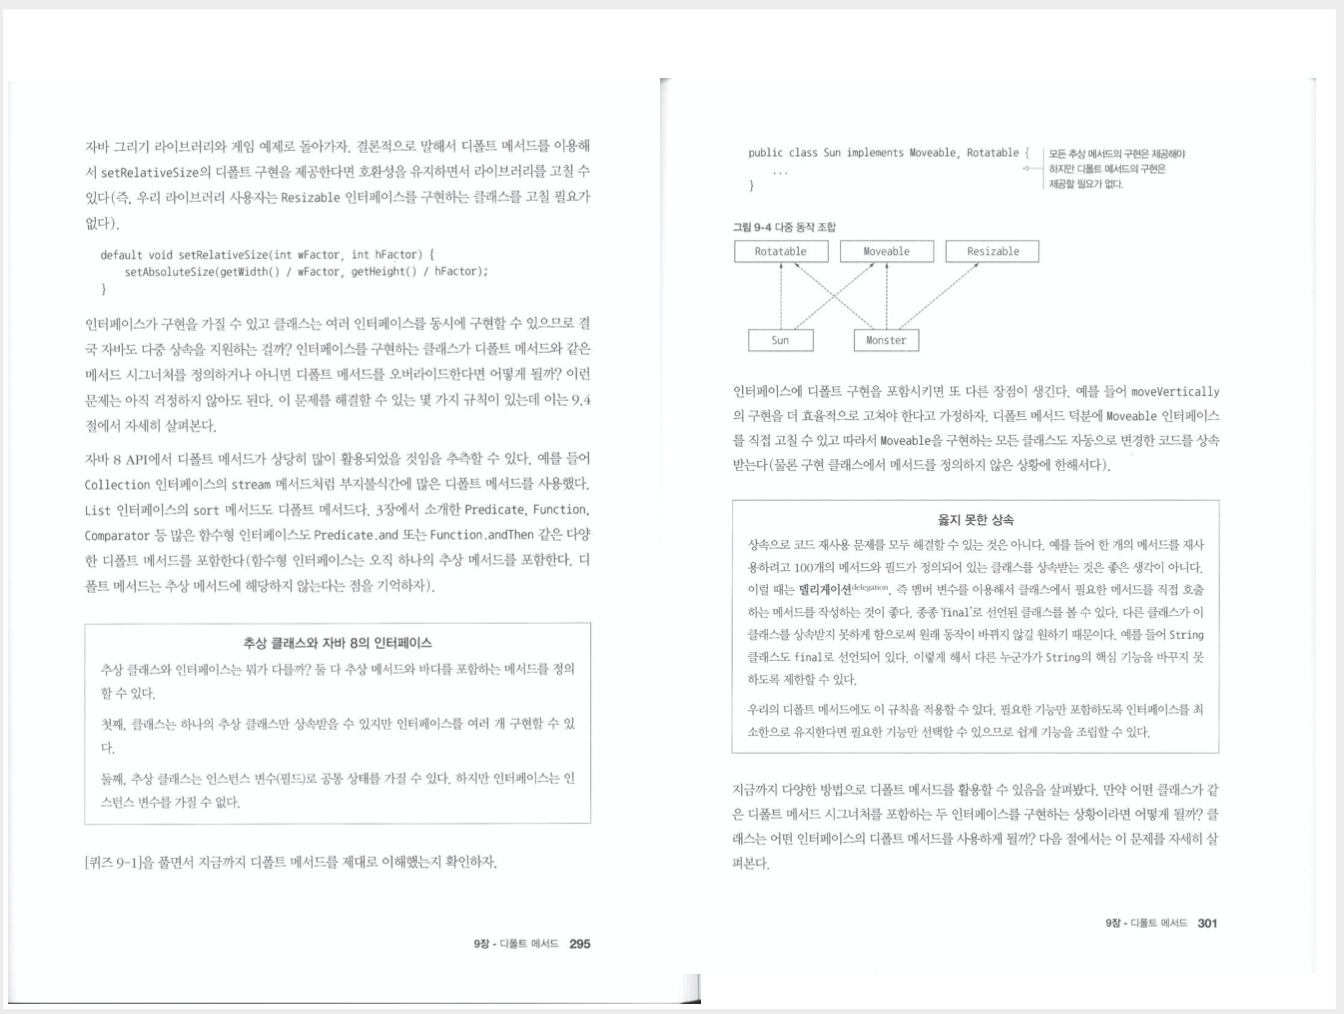 자바 그리기 라이브러리와 게임 예제로 돌아가자. 결론적으로 말해서 디폴트 메서드를 이용해
서 setRelativeSize의 디폴트 구현을 제공한다면 호환성을 유지하면서 라이브러리를 고칠 수
있다(즉, 우리 라이브러리 사용자는 Resizable 인터페이스를 구현하는 클래스를 고칠 필요가
없다).
default void setRelativeSize(int wFactor, int hFactor) {
setAbsoluteSize(getWidth() / wFactor, getHeight() / hFactor);
}
인터페이스가 구현을 가질 수 있고 클래스는 여러 인터페이스를 동시에 구현할 수 있으므로 결
국 자바도 다중 상속을 지원하는 걸까? 인터페이스를 구현하는 클래스가 디폴트 메서드와 같은
메서드 시그너처를 정의하거나 아니면 디폴트 메서드를 오버라이드한다면 어떻게 될까? 이런
문제는 아직 걱정하지 않아도 된다. 이 문제를 해결할 수 있는 몇 가지 규칙이 있는데 이는 9.4
절에서 자세히 살펴본다.
자바 8 API에서 디폴트 메서드가 상당히 많이 활용되었을 것임을 추측할 수 있다. 예를 들어
Collection 인터페이스의 stream 메서드처럼 부지불식간에 많은 디폴트 메서드를 사용했다.
List 인터페이스의 sort 메서드도 디폴트 메서드다. 3장에서 소개한 Predicate, Function,
Comparator 등 많은 함수형 인터페이스도 Predicate.and 또는 Function.andThen 같은 다양
한 디폴트 메서드를 포함한다(함수형 인터페이스는 오직 하나의 추상 메서드를 포함한다. 디
폴트 메서드는 추상 메서드에 해당하지 않는다는 점을 기억하자).
추상 클래스와 자바 8의 인터페이스
추상 클래스와 인터페이스는 뭐가 다를까? 둘 다 추상 메서드와 바디를 포함하는 메서드를 정의
할 수 있다.
첫째, 클래스는 하나의 추상 클래스만 상속받을 수 있지만 인터페이스를 여러 개 구현할 수 있
다.
둘째, 추상 클래스는 인스턴스 변수(필드)로 공통 상태를 가질 수 있다. 하지만 인터페이스는 인
스턴스 변수를 가질 수 없다.
[퀴즈 9-1]을 풀면서 지금까지 디폴트 메서드를 제대로 이해했는지 확인하자.
9장 - 디폴트 메서드 295
public class Sun implements Moveable, Rotatable {
...
}
모든 추상 메서드의 구현은 제공해야
하지만 디폴트 메서드의 구현은
제공할 필요가 없다.
그림 9-4 다중 동작 조합
Rotatable Moveable Resizable
Sun Monster
인터페이스에 디폴트 구현을 포함시키면 또 다른 장점이 생긴다. 예를 들어 moveVertically
의 구현을 더 효율적으로 고쳐야 한다고 가정하자. 디폴트 메서드 덕분에 Moveable 인터페이스
를 직접 고칠 수 있고 따라서 Moveable을 구현하는 모든 클래스도 자동으로 변경한 코드를 상속
받는다(물론 구현 클래스에서 메서드를 정의하지 않은 상황에 한해서다).
옳지 못한 상속
상속으로 코드 재사용 문제를 모두 해결할 수 있는 것은 아니다. 예를 들어 한 개의 메서드를 재사
용하려고 100개의 메서드와 필드가 정의되어 있는 클래스를 상속받는 것은 좋은 생각이 아니다.
이럴 때는 델리게이션delegation, 즉 멤버 변수를 이용해서 클래스에서 필요한 메서드를 직접 호출
하는 메서드를 작성하는 것이 좋다. 종종 'final'로 선언된 클래스를 볼 수 있다. 다른 클래스가 이
클래스를 상속받지 못하게 함으로써 원래 동작이 바뀌지 않길 원하기 때문이다. 예를 들어 String
클래스도 final로 선언되어 있다. 이렇게 해서 다른 누군가가 String의 핵심 기능을 바꾸지 못
하도록 제한할 수 있다.
우리의 디폴트 메서드에도 이 규칙을 적용할 수 있다. 필요한 기능만 포함하도록 인터페이스를 최
소한으로 유지한다면 필요한 기능만 선택할 수 있으므로 쉽게 기능을 조립할 수 있다.
지금까지 다양한 방법으로 디폴트 메서드를 활용할 수 있음을 살펴봤다. 만약 어떤 클래스가 같
은 디폴트 메서드 시그너처를 포함하는 두 인터페이스를 구현하는 상황이라면 어떻게 될까? 클
래스는 어떤 인터페이스의 디폴트 메서드를 사용하게 될까? 다음 절에서는 이 문제를 자세히 살
펴본다.
9장 - 디폴트 메서드 301